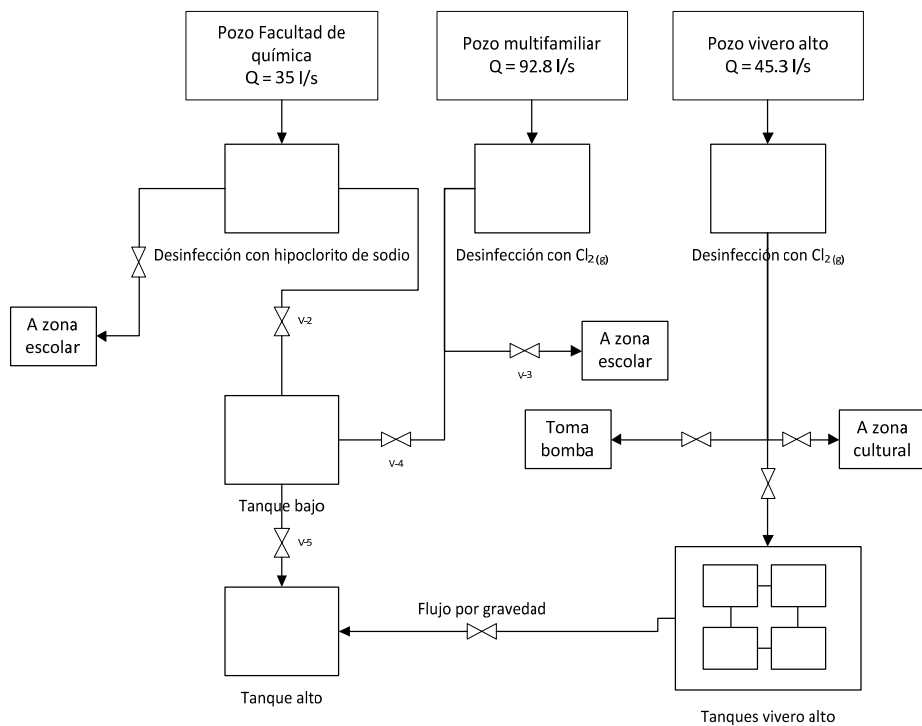 Pozo Facultad de
química
Q = 35 l/s
Pozo multifamiliar
Q = 92.8 l/s
Pozo vivero alto
Q = 45.3 l/s
Desinfección con hipoclorito de sodio
Desinfección con Cl₂₍g₎
Desinfección con Cl₂₍g₎
A zona
escolar
V-2
A zona
escolar
V-3
Toma
bomba
A zona
cultural
V-4
Tanque bajo
V-5
Flujo por gravedad
Tanque alto
Tanques vivero alto